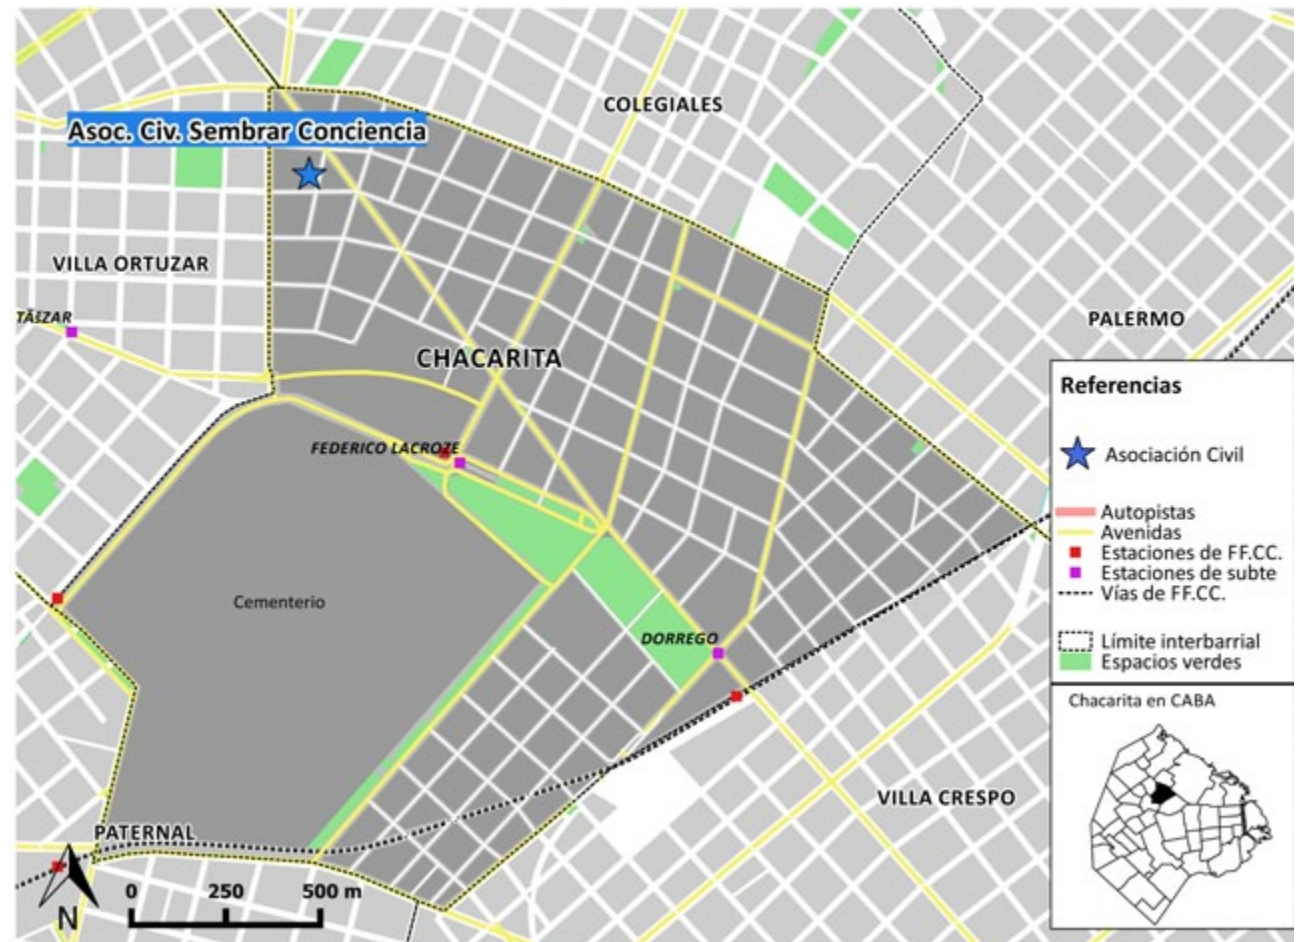 COLEGIALES
Asoc. Civ. Sembrar Conciencia
VILLA ORTUZAR
TÃšZAR
PALERMO
CHACARITA
FEDERICO LACROZE
Cementerio
DORREGO
VILLA CRESPO
PATERNAL
0 250 500 m
N
Referencias
Asociación Civil
Autopistas
Avenidas
Estaciones de FF.CC.
Estaciones de subte
Vías de FF.CC.
Límite interbarrial
Espacios verdes
Chacarita en CABA